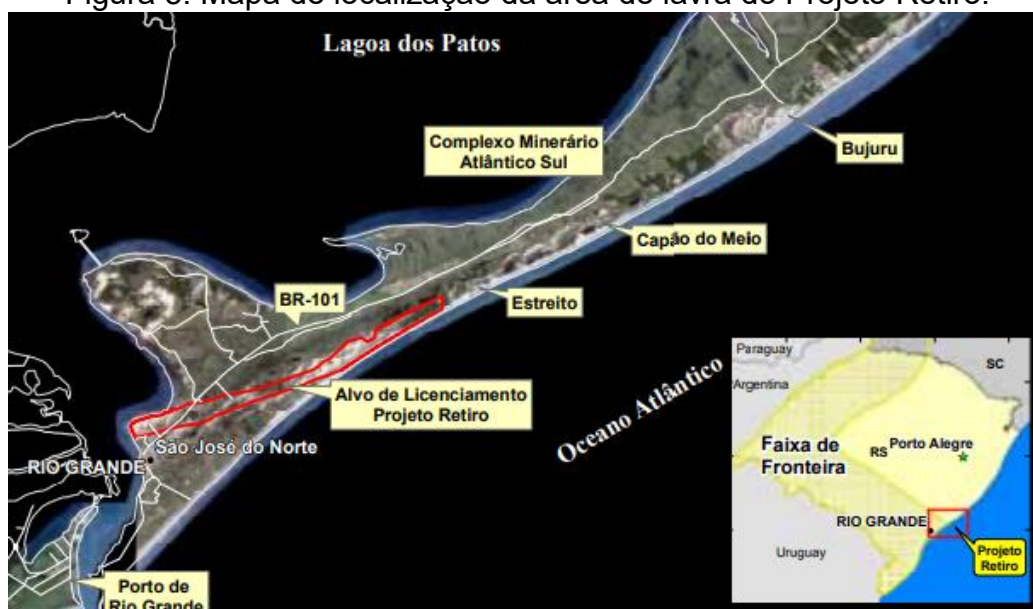 Figura 3: Mapa de localização da área de lavra do Projeto Retiro.
Lagoa dos Patos
Complexo Minerário
Atlântico Sul
Bujuru
Capão do Meio
BR-101
Estreito
Alvo de Licenciamento
Projeto Retiro
Oceano Atlântico
São José do Norte
RIO GRANDE
Porto de
Rio Grande
Paraguay
SC
Argentina
Faixa de
Fronteira
RS
Porto Alegre
RIO GRANDE
Uruguay
Projeto
Retiro